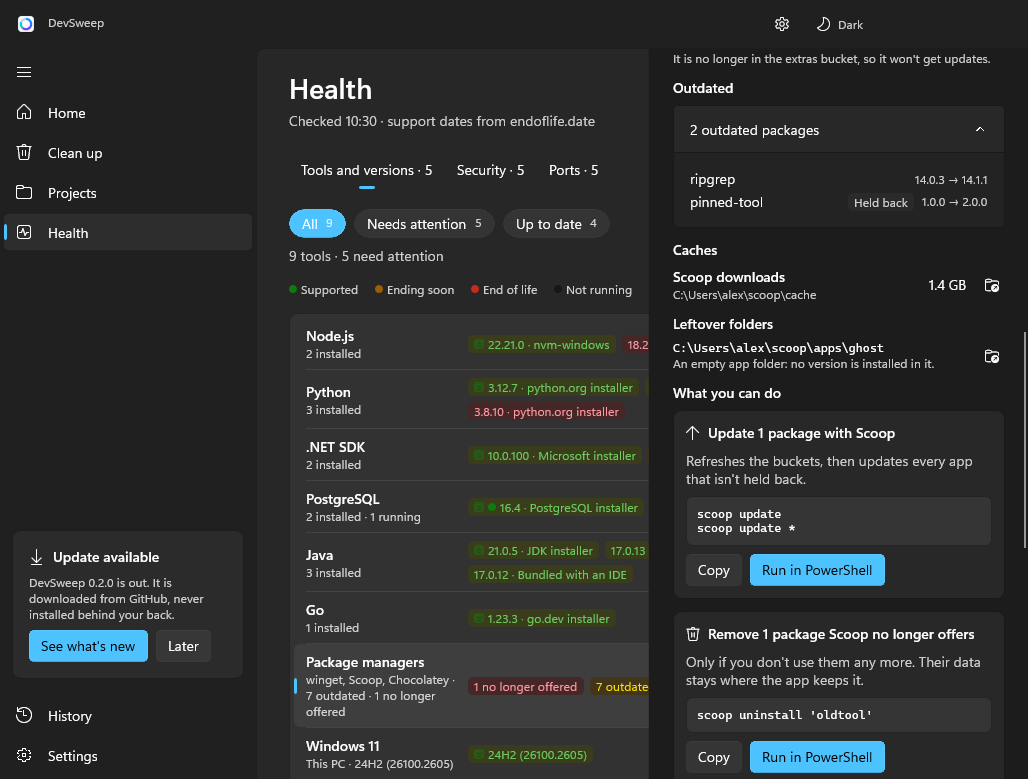 DevSweep
Dark
Home
Clean up
Projects
Health
Update available
DevSweep 0.2.0 is out. It is
downloaded from GitHub, never
installed behind your back.
See what's new
Later
History
Settings
Health
Checked 10:30 · support dates from endoflife.date
Tools and versions · 5
Security · 5
Ports · 5
All 9
Needs attention 5
Up to date 4
9 tools · 5 need attention
Supported
Ending soon
End of life
Not running
Node.js
2 installed
22.21.0 · nvm-windows
18.2
Python
3 installed
3.12.7 · python.org installer
3.8.10 · python.org installer
.NET SDK
2 installed
10.0.100 · Microsoft installer
PostgreSQL
2 installed · 1 running
16.4 · PostgreSQL installer
Java
3 installed
21.0.5 · JDK installer
17.0.13
17.0.12 · Bundled with an IDE
Go
1 installed
1.23.3 · go.dev installer
Package managers
winget, Scoop, Chocolatey ·
7 outdated · 1 no longer
offered
1 no longer offered
7 outdate
Windows 11
This PC · 24H2 (26100.2605)
24H2 (26100.2605)
It is no longer in the extras bucket, so it won't get updates.
Outdated
2 outdated packages
ripgrep
14.0.3 → 14.1.1
pinned-tool
Held back
1.0.0 → 2.0.0
Caches
Scoop downloads
C:\Users\alex\scoop\cache
1.4 GB
Leftover folders
C:\Users\alex\scoop\apps\ghost
An empty app folder: no version is installed in it.
What you can do
Update 1 package with Scoop
Refreshes the buckets, then updates every app
that isn't held back.
scoop update
scoop update *
Copy
Run in PowerShell
Remove 1 package Scoop no longer offers
Only if you don't use them any more. Their data
stays where the app keeps it.
scoop uninstall 'oldtool'
Copy
Run in PowerShell